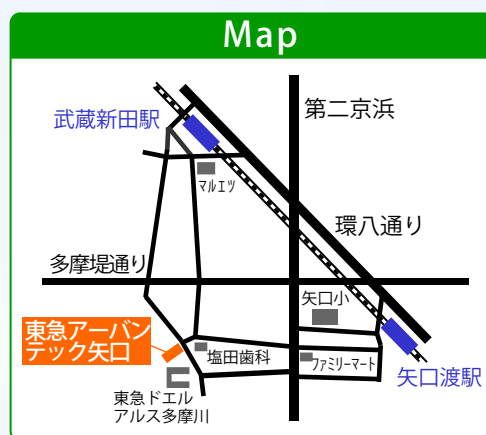 Map
第二京浜
武蔵新田駅
マルエツ
環八通り
多摩堤通り
矢口小
東急アーバン
テック矢口
塩田歯科
ファミリーマート
矢口渡駅
東急ドエル
アルス多摩川